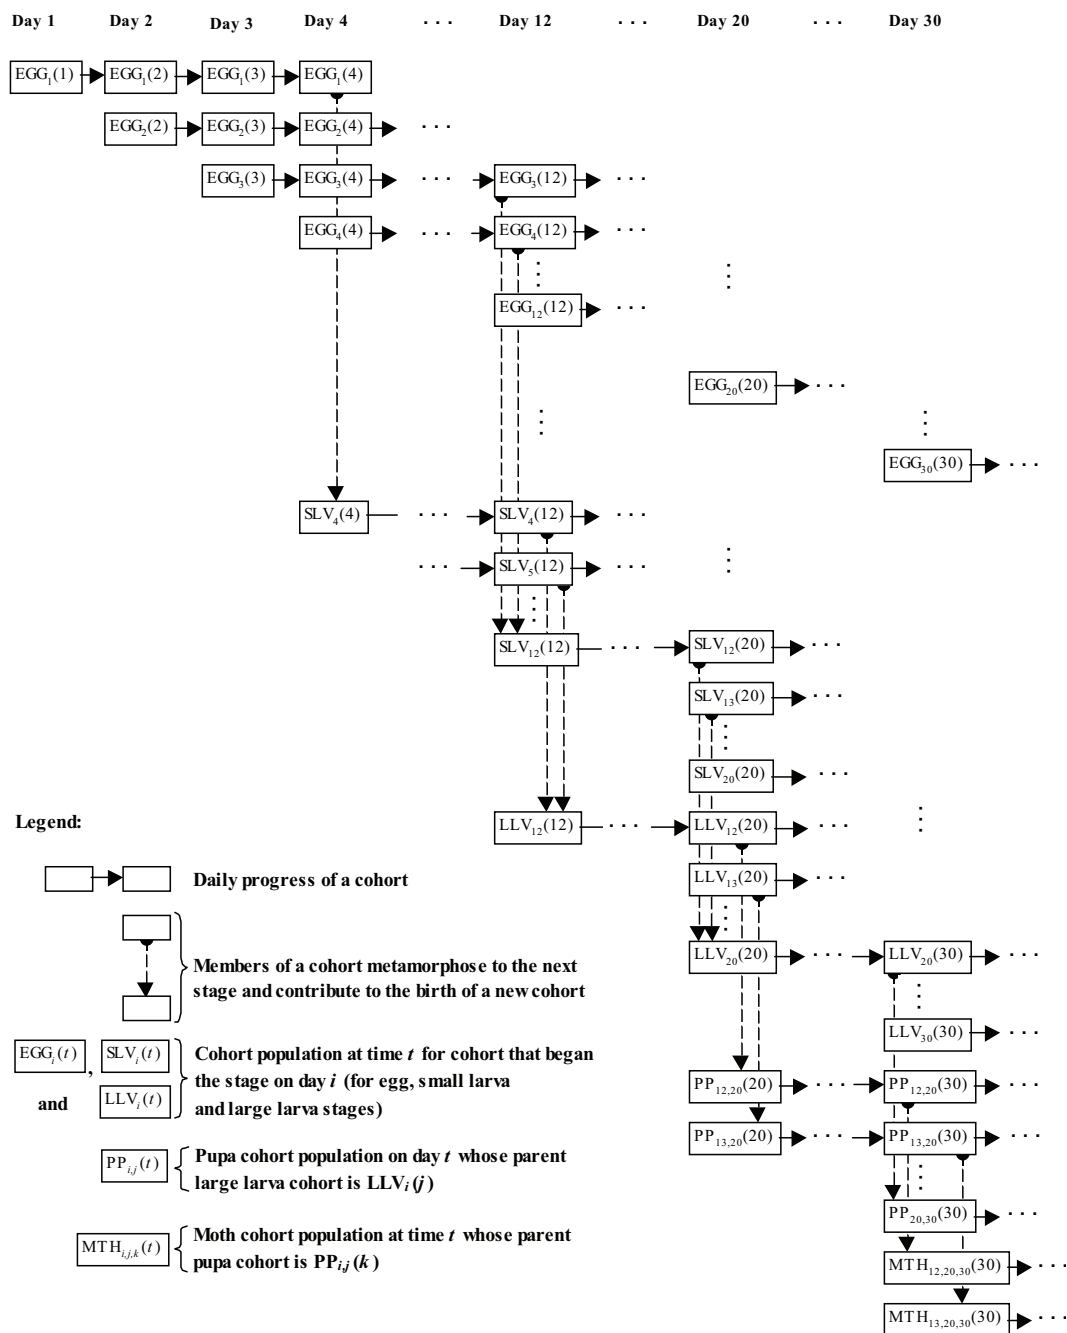 Day 1 Day 2 Day 3 Day 4 . . . Day 12 . . . Day 20 . . . Day 30
EGG1(1) EGG1(2) EGG1(3) EGG1(4)
EGG2(2) EGG2(3) EGG2(4) . . .
EGG3(3) EGG3(4) . . . EGG3(12) . . .
EGG4(4) . . . EGG4(12) . . .
EGG12(12) . . .
EGG20(20) . . .
EGG30(30) . . .
SLV4(4) . . . SLV4(12) . . .
. . . SLV5(12) . . .
SLV12(12) . . . SLV12(20) . . .
SLV13(20) . . .
SLV20(20) . . .
LLV12(12) . . . LLV12(20) . . .
LLV13(20) . . .
LLV20(20) . . . LLV20(30) . . .
LLV30(30) . . .
PP12,20(20) . . . PP12,20(30) . . .
PP13,20(20) . . . PP13,20(30) . . .
PP20,30(30) . . .
MTH12,20,30(30) . . .
MTH13,20,30(30) . . .
Legend:
Daily progress of a cohort
Members of a cohort metamorphose to the next
stage and contribute to the birth of a new cohort
EGGi(t) , SLVi(t)
and LLVi(t)
Cohort population at time t for cohort that began
the stage on day i (for egg, small larva
and large larva stages)
PPi,j(t)
Pupa cohort population on day t whose parent
large larva cohort is LLVi(j)
MTHi,j,k(t)
Moth cohort population at time t whose parent
pupa cohort is PPi,j(k)